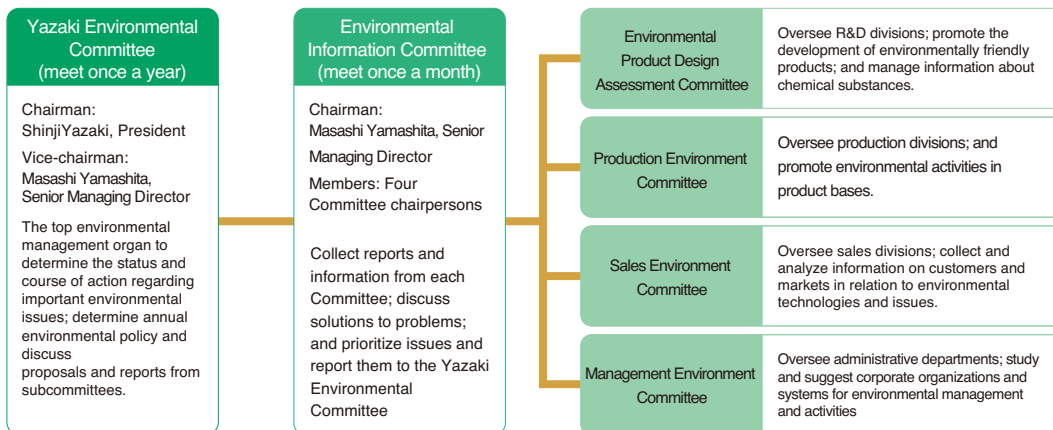 Yazaki Environmental
Committee
(meet once a year)
Chairman:
ShinjiYazaki, President
Vice-chairman:
Masashi Yamashita,
Senior Managing Director
The top environmental
management organ to
determine the status and
course of action regarding
important environmental
issues; determine annual
environmental policy and
discuss
proposals and reports from
subcommittees.
Environmental
Information Committee
(meet once a month)
Chairman:
Masashi Yamashita, Senior
Managing Director
Members: Four
Committee chairpersons
Collect reports and
information from each
Committee; discuss
solutions to problems;
and prioritize issues and
report them to the Yazaki
Environmental
Committee
Environmental
Product Design
Assessment Committee
Oversee R&D divisions; promote the
development of environmentally friendly
products; and manage information about
chemical substances.
Production Environment
Committee
Oversee production divisions; and
promote environmental activities in
product bases.
Sales Environment
Committee
Oversee sales divisions; collect and
analyze information on customers and
markets in relation to environmental
technologies and issues.
Management Environment
Committee
Oversee administrative departments; study
and suggest corporate organizations and
systems for environmental management
and activities